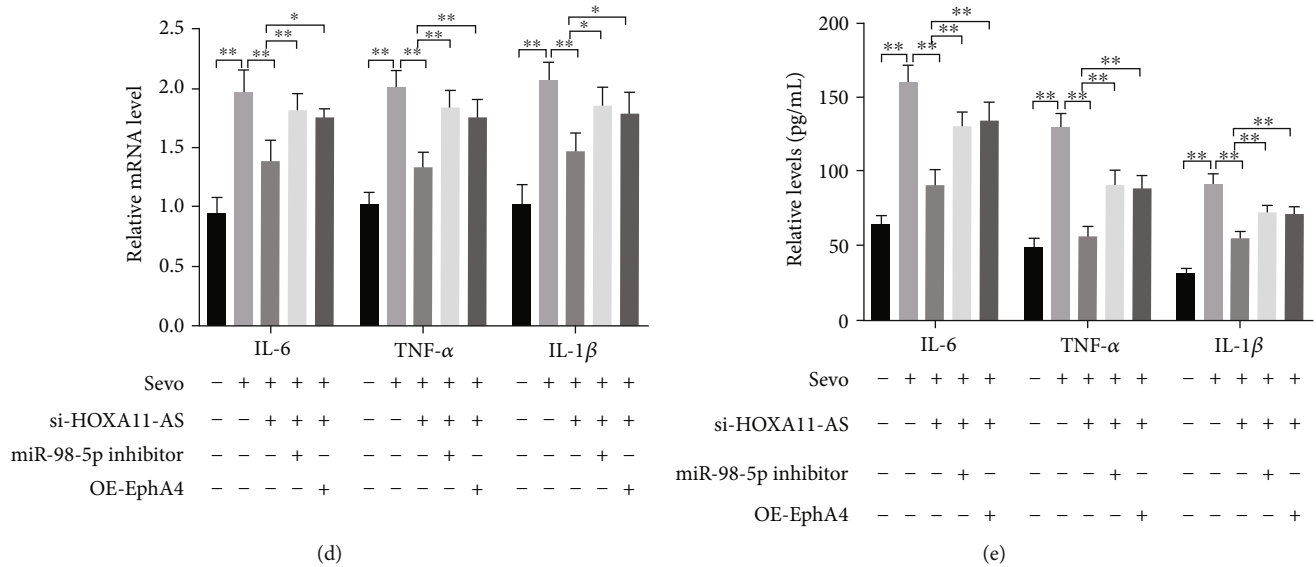 ** ** ** *
** ** ** **
** ** * *
2.5
2.0
1.5
1.0
0.5
0.0
Relative mRNA level
IL-6 TNF-α IL-1β
Sevo − + + + + − + + + + − + + + +
si-HOXA11-AS − − + + + − − + + + − − + + +
miR-98-5p inhibitor − − − + − − − − + − − − − + −
OE-EphA4 − − − − + − − − − + − − − − +
(d)
** ** ** **
** ** ** **
** ** ** **
200
150
100
50
0
Relative levels (pg/mL)
IL-6 TNF-α IL-1β
Sevo − + + + + − + + + + − + + + +
si-HOXA11-AS − − + + + − − + + + − − + + +
miR-98-5p inhibitor − − − + − − − − + − − − − + −
OE-EphA4 − − − − + − − − − + − − − − +
(e)